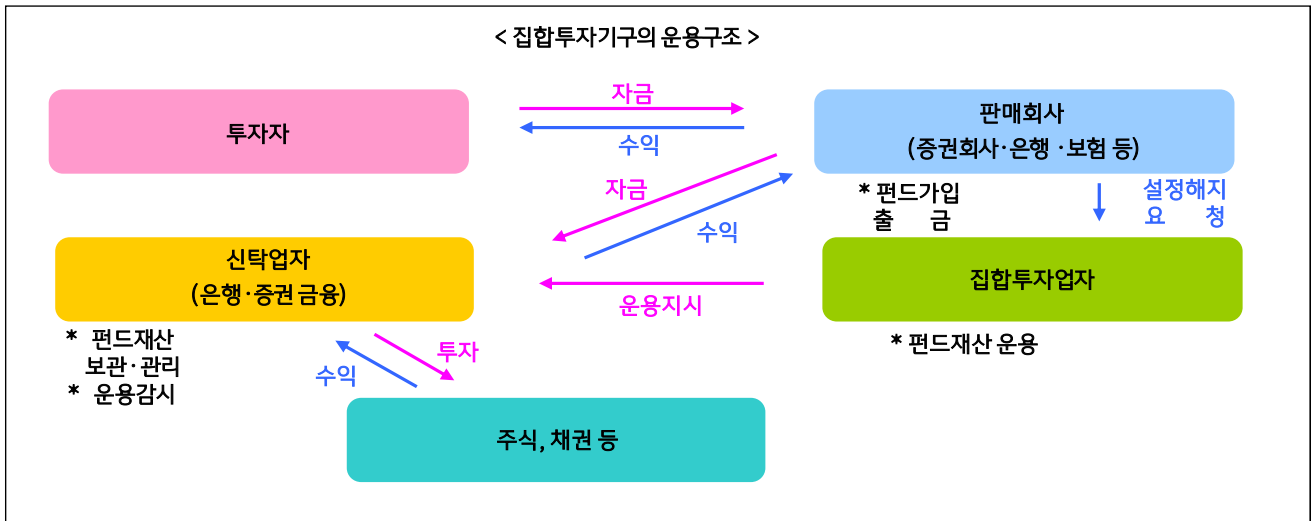 < 집합투자기구의 운용구조 >
투자자
자금
수익
판매회사
(증권회사·은행 ·보험 등)
자금
수익
* 펀드가입
출 금
설정해지
요 청
신탁업자
(은행·증권 금융)
운용지시
집합투자업자
* 펀드재산
보관·관리
* 운용감시
수익
투자
* 펀드재산 운용
주식, 채권 등